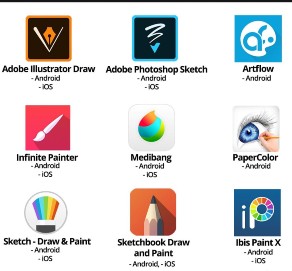 Adobe Illustrator Draw
- Android
- iOS
Adobe Photoshop Sketch
- Android
- iOS
Artflow
- Android
Infinite Painter
- Android
- iOS
Medibang
- Android
- iOS
PaperColor
- Android
Sketch - Draw & Paint
- Android
- iOS
Sketchbook Draw
and Paint
- Android, - iOS
Ibis Paint X
- Android
- iOS